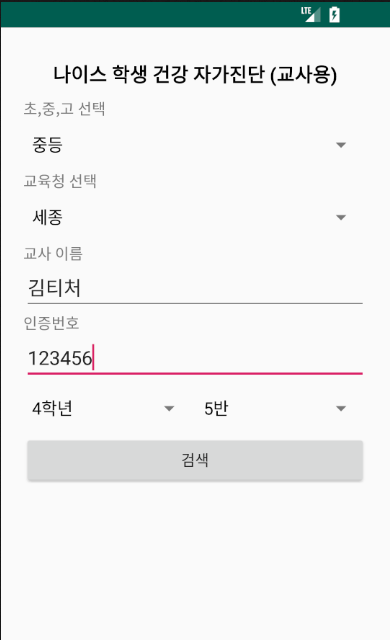 LTE
나이스 학생 건강 자가진단 (교사용)
초,중,고 선택
중등
교육청 선택
세종
교사 이름
김티처
인증번호
123456
4학년 5반
검색